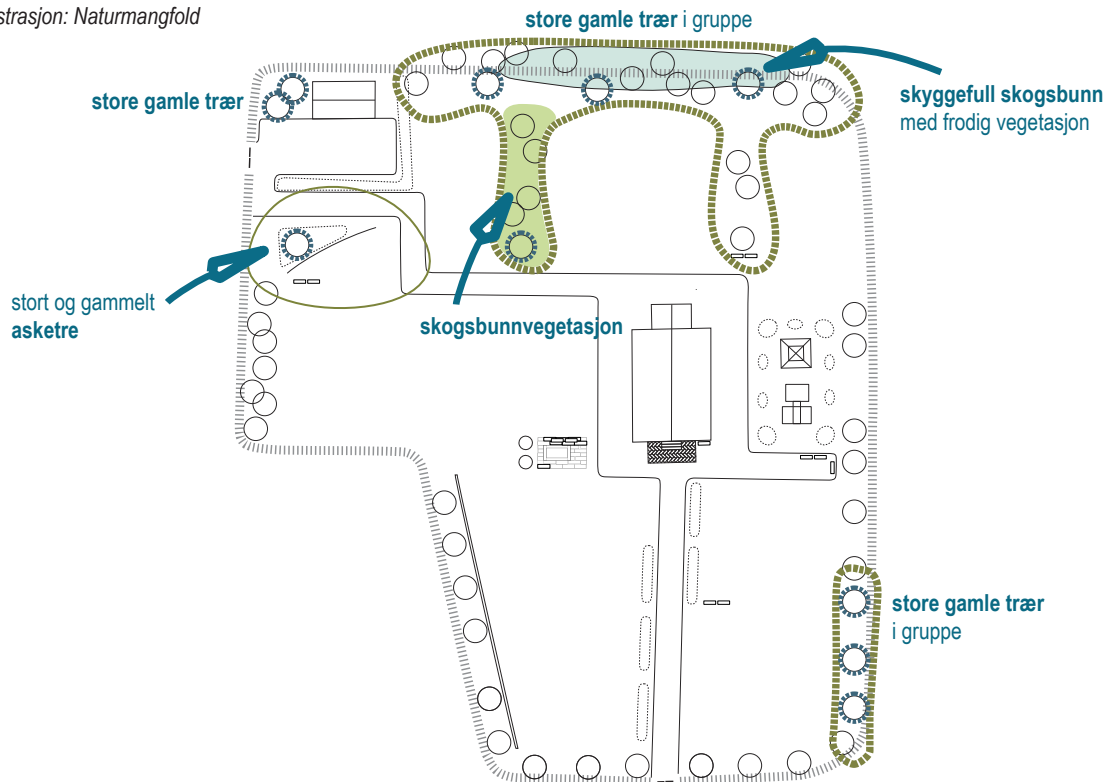 strasjon: Naturmangfold
store gamle trær i gruppe
store gamle trær
skyggefull skogsbunn
med frodig vegetasjon
stort og gammelt
asketre
skogsbunnvegetasjon
store gamle trær
i gruppe